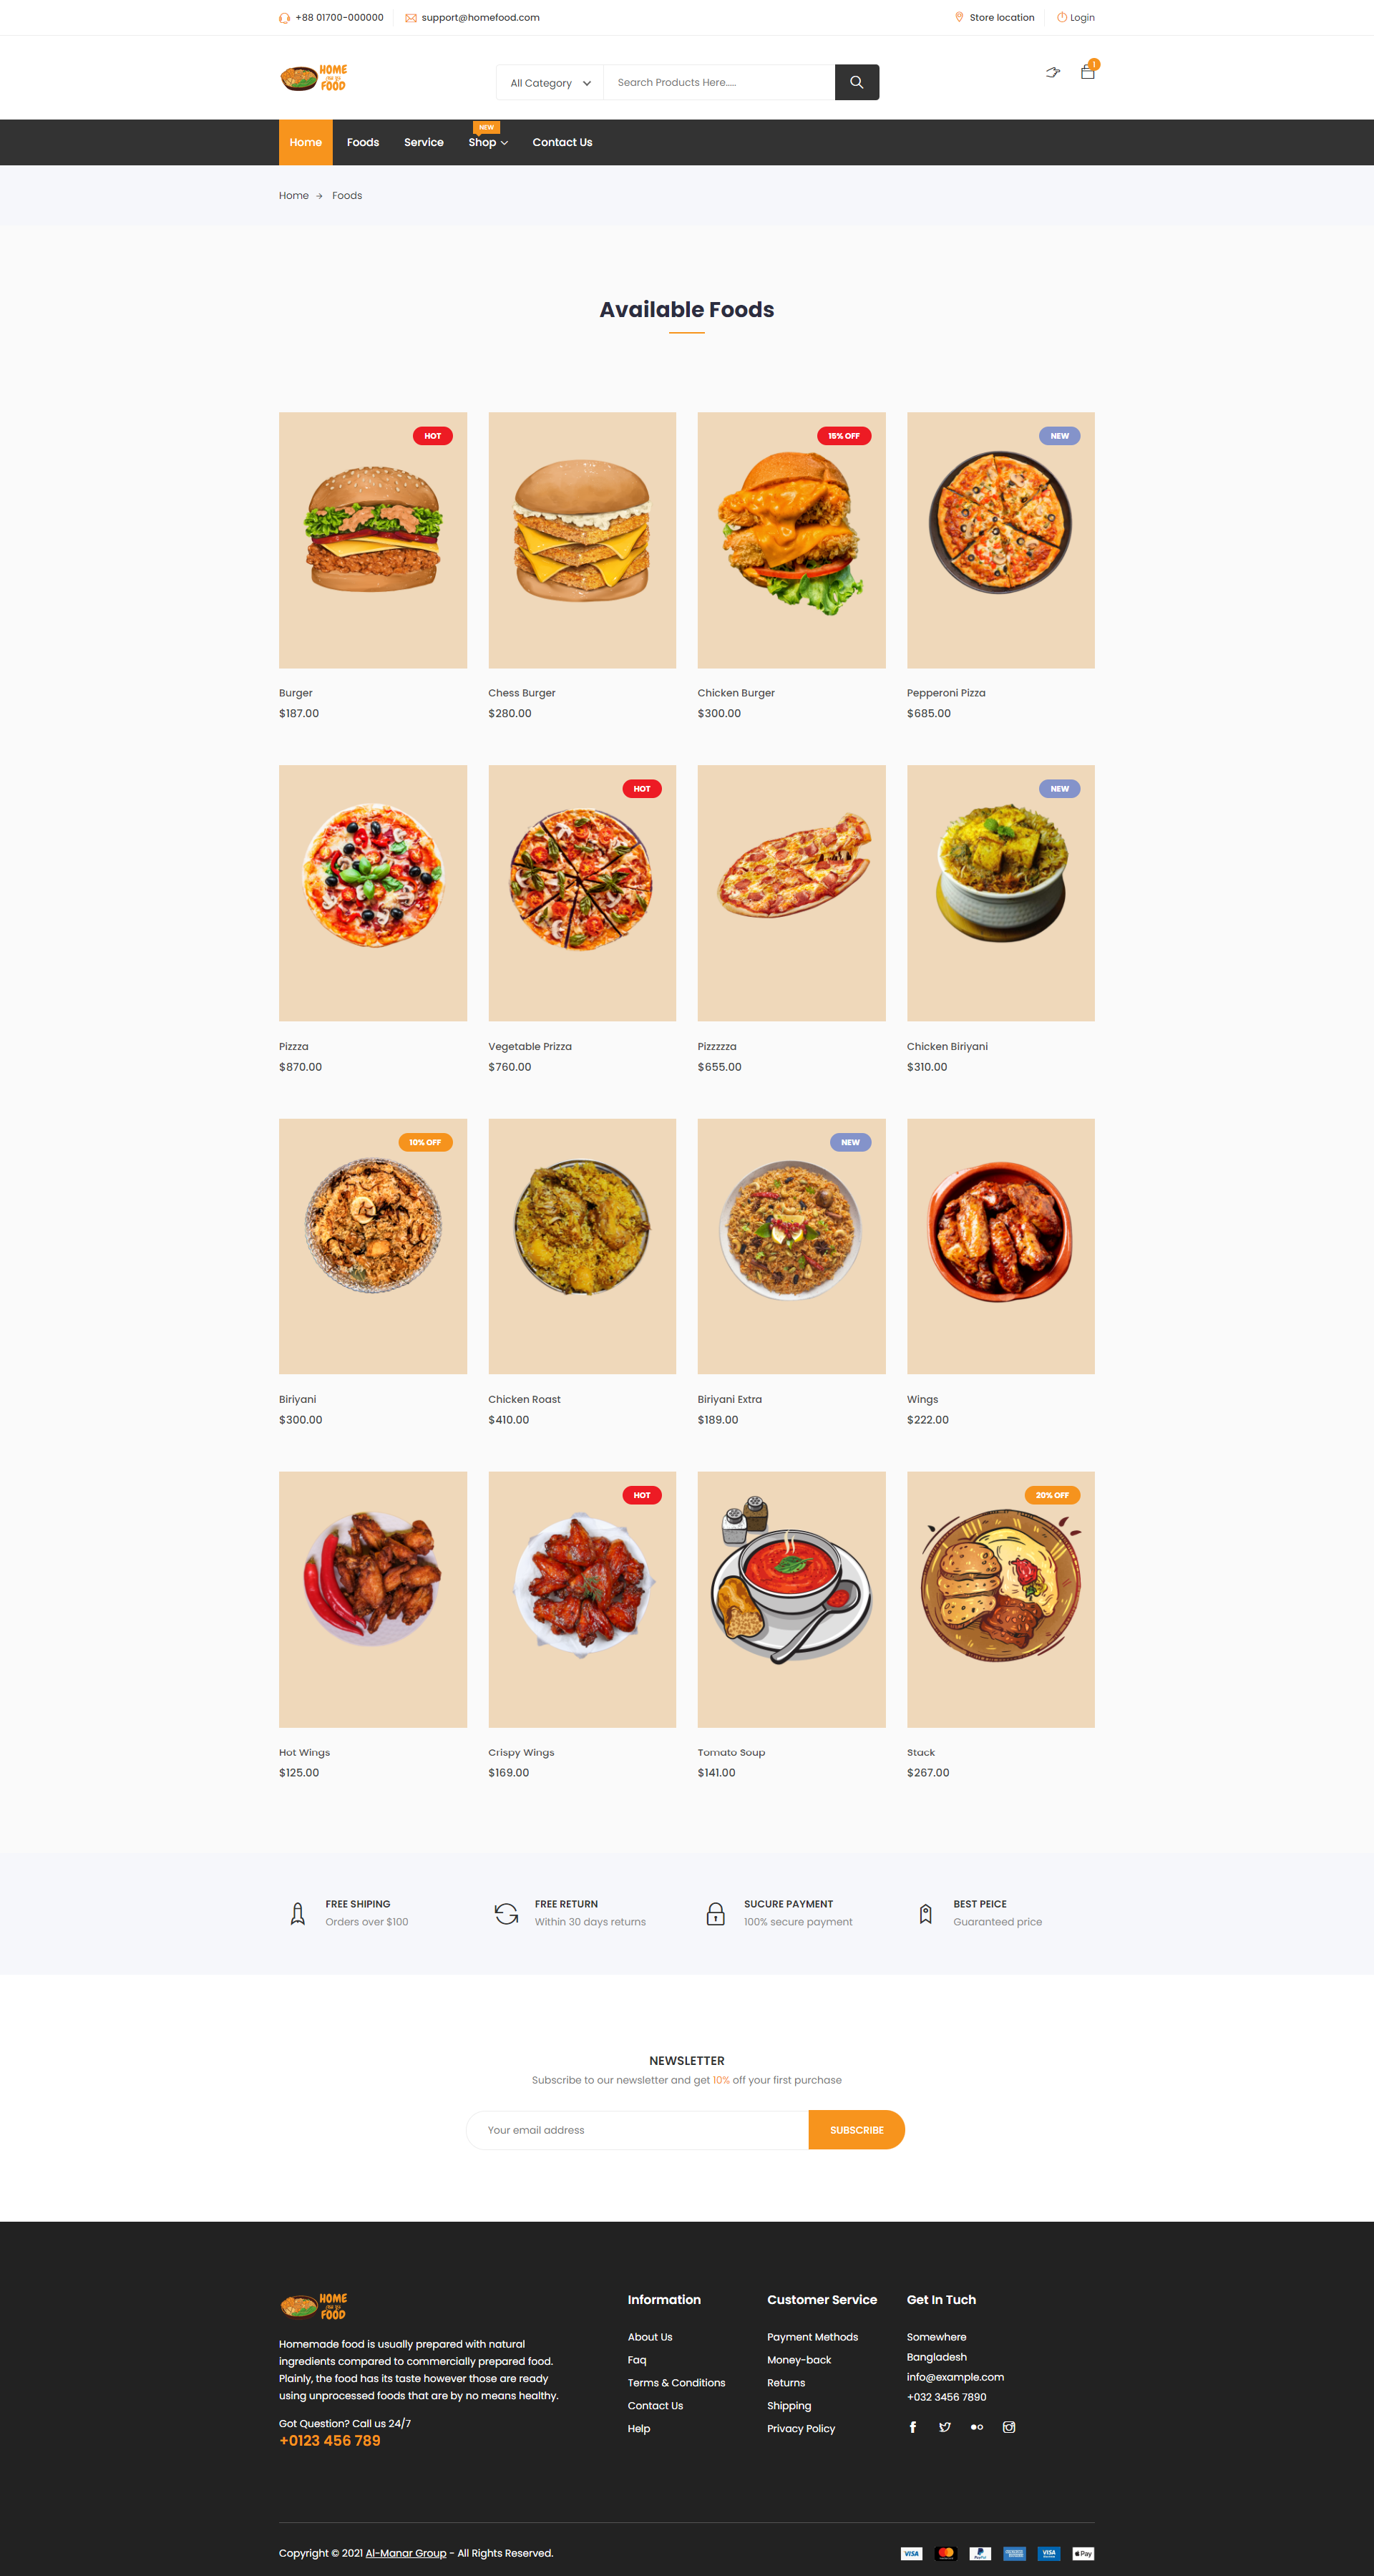 +88 01700-000000
support@homefood.com
Store location
Login
HOME
FOOD
All Category
Search Products Here.....
1
NEW
Home
Foods
Service
Shop
Contact Us
Home → Foods
Available Foods
HOT
15% OFF
NEW
Burger
Chess Burger
Chicken Burger
Pepperoni Pizza
$187.00
$280.00
$300.00
$685.00
HOT
NEW
Pizzza
Vegetable Prizza
Pizzzzza
Chicken Biriyani
$870.00
$760.00
$655.00
$310.00
10% OFF
NEW
Biriyani
Chicken Roast
Biriyani Extra
Wings
$300.00
$410.00
$189.00
$222.00
HOT
20% OFF
Hot Wings
Crispy Wings
Tomato Soup
Stack
$125.00
$169.00
$141.00
$267.00
FREE SHIPING
Orders over $100
FREE RETURN
Within 30 days returns
SUCURE PAYMENT
100% secure payment
BEST PEICE
Guaranteed price
NEWSLETTER
Subscribe to our newsletter and get 10% off your first purchase
Your email address
SUBSCRIBE
HOME
FOOD
Homemade food is usually prepared with natural
ingredients compared to commercially prepared food.
Plainly, the food has its taste however those are ready
using unprocessed foods that are by no means healthy.
Got Question? Call us 24/7
+0123 456 789
Information
About Us
Faq
Terms & Conditions
Contact Us
Help
Customer Service
Payment Methods
Money-back
Returns
Shipping
Privacy Policy
Get In Tuch
Somewhere
Bangladesh
info@example.com
+032 3456 7890
Copyright © 2021 Al-Manar Group - All Rights Reserved.
VISA
PayPal
VISA
Pay